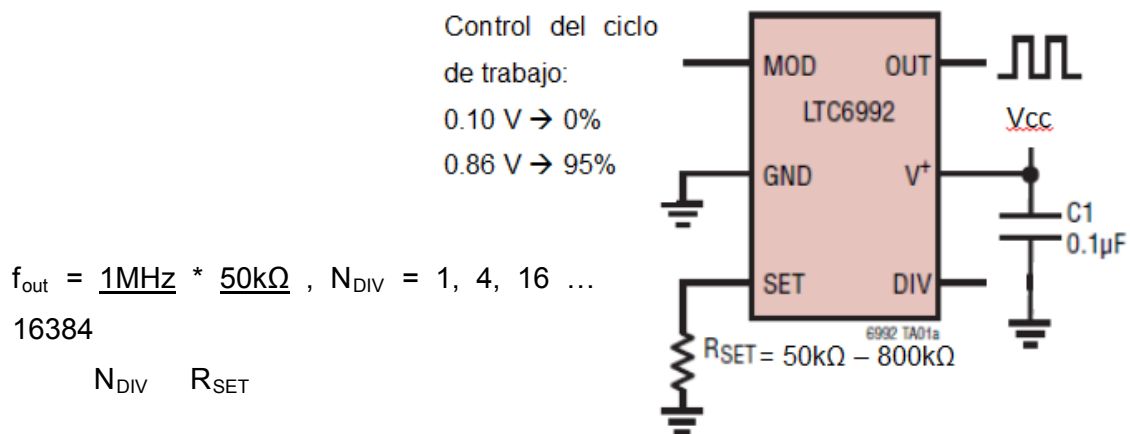 Control del ciclo
de trabajo:
0.10 V → 0%
0.86 V → 95%
MOD OUT
LTC6992
Vcc
GND V⁺
C1
0.1µF
f_out = 1MHz * 50kΩ , N_DIV = 1, 4, 16 …
16384
N_DIV R_SET
SET DIV
6992 TA01a
R_SET = 50kΩ – 800kΩ